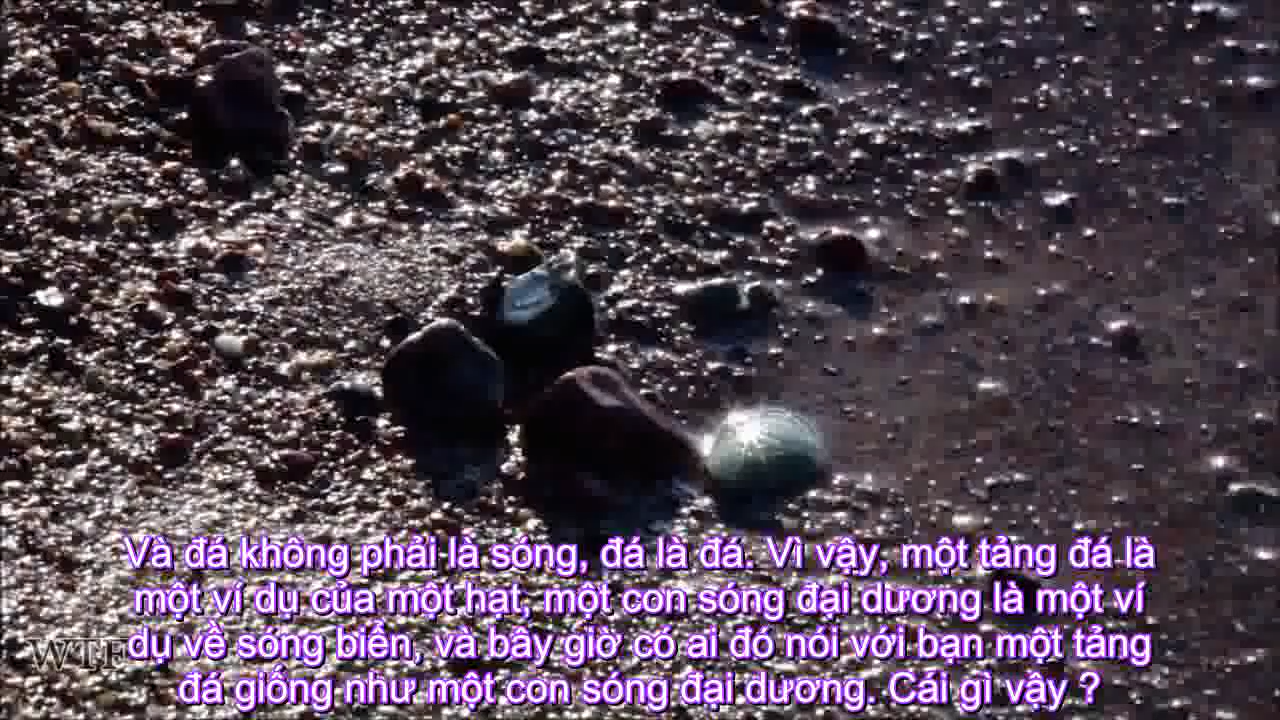 Và đá không phải là sóng, đá là đá. Vì vậy, một tảng đá là
một ví dụ của một hạt, một con sóng đại dương là một ví
dụ về sóng biển, và bây giờ có ai đó nói với bạn một tảng
đá giống như một con sóng đại dương. Cái gì vậy ?
WTF